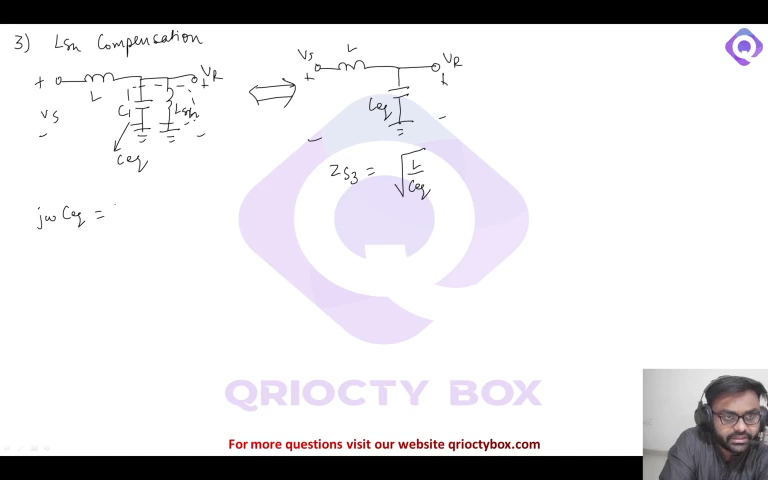 3) Lsh Compensation
+ L VR +
VS C Lsh
- -
Ceq
VS L VR
+ +
Ceq
- -
ZS3 = √(L/Ceq)
jω Ceq =
QRIOCTY BOX
For more questions visit our website qrioctybox.com